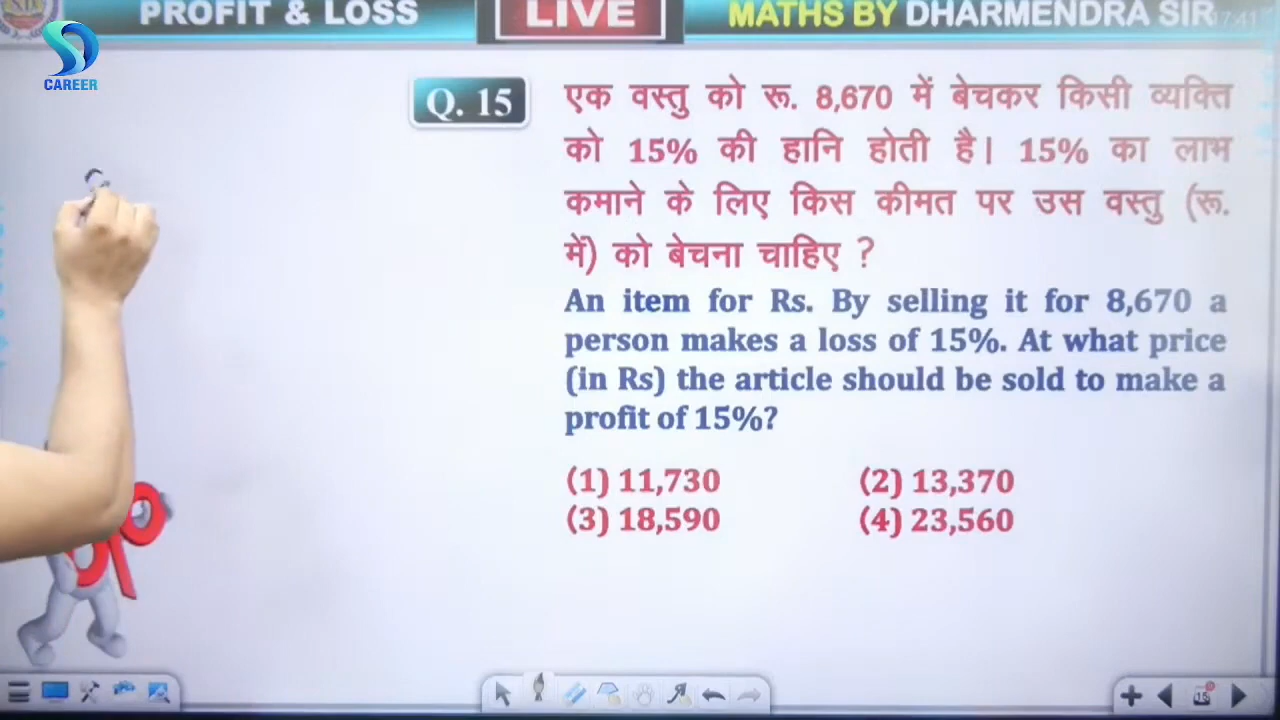 PROFIT & LOSS
LIVE
MATHS BY DHARMENDRA SIR
17:41
CAREER
Q. 15
एक वस्तु को रू. 8,670 में बेचकर किसी व्यक्ति
को 15% की हानि होती है। 15% का लाभ
कमाने के लिए किस कीमत पर उस वस्तु (रू.
में) को बेचना चाहिए ?
An item for Rs. By selling it for 8,670 a
person makes a loss of 15%. At what price
(in Rs) the article should be sold to make a
profit of 15%?
(1) 11,730 (2) 13,370
(3) 18,590 (4) 23,560
15